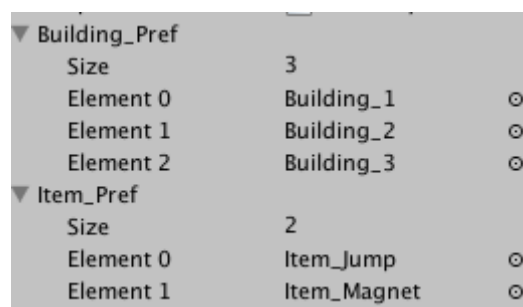 Building_Pref
Size 3
Element 0 Building_1
Element 1 Building_2
Element 2 Building_3
Item_Pref
Size 2
Element 0 Item_Jump
Element 1 Item_Magnet